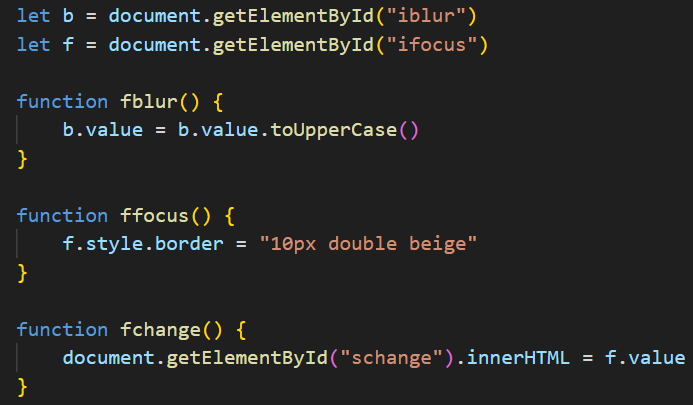 let b = document.getElementById("iblur")
let f = document.getElementById("ifocus")
function fblur() {
b.value = b.value.toUpperCase()
}
function ffocus() {
f.style.border = "10px double beige"
}
function fchange() {
document.getElementById("schange").innerHTML = f.value
}